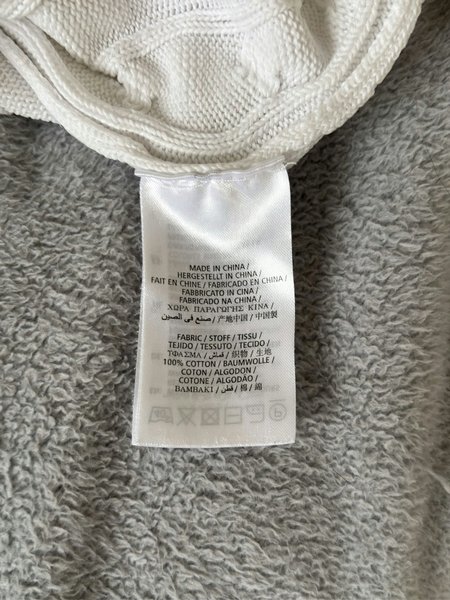 MADE IN CHINA /
HERGESTELLT IN CHINA /
FAIT EN CHINE / FABRICADO EN CHINA /
FABBRICATO IN CINA /
FABRICADO NA CHINA /
ΧΩΡΑ ΠΑΡΑΓΩΓΗΣ ΚΙΝΑ /
صنع في الصين / 产地中国 / 中国製
FABRIC / STOFF / TISSU /
TEJIDO / TESSUTO / TECIDO /
ΥΦΑΣΜΑ / قماش / 织物 / 生地
100% COTTON / BAUMWOLLE /
COTON / ALGODON /
COTONE / ALGODÃO /
ΒΑΜΒΑΚΙ / قطن / 棉 / 綿